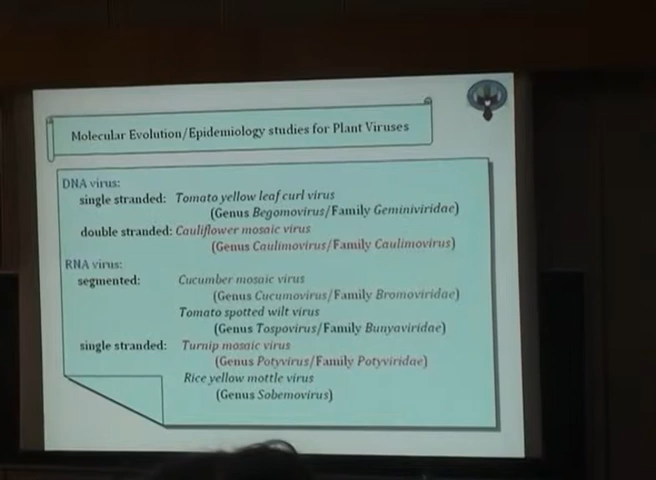 Molecular Evolution/Epidemiology studies for Plant Viruses
DNA virus:
single stranded: Tomato yellow leaf curl virus
(Genus Begomovirus/Family Geminiviridae)
double stranded: Cauliflower mosaic virus
(Genus Caulimovirus/Family Caulimovirus)
RNA virus:
segmented: Cucumber mosaic virus
(Genus Cucumovirus/Family Bromoviridae)
Tomato spotted wilt virus
(Genus Tospovirus/Family Bunyaviridae)
single stranded: Turnip mosaic virus
(Genus Potyvirus/Family Potyviridae)
Rice yellow mottle virus
(Genus Sobemovirus)